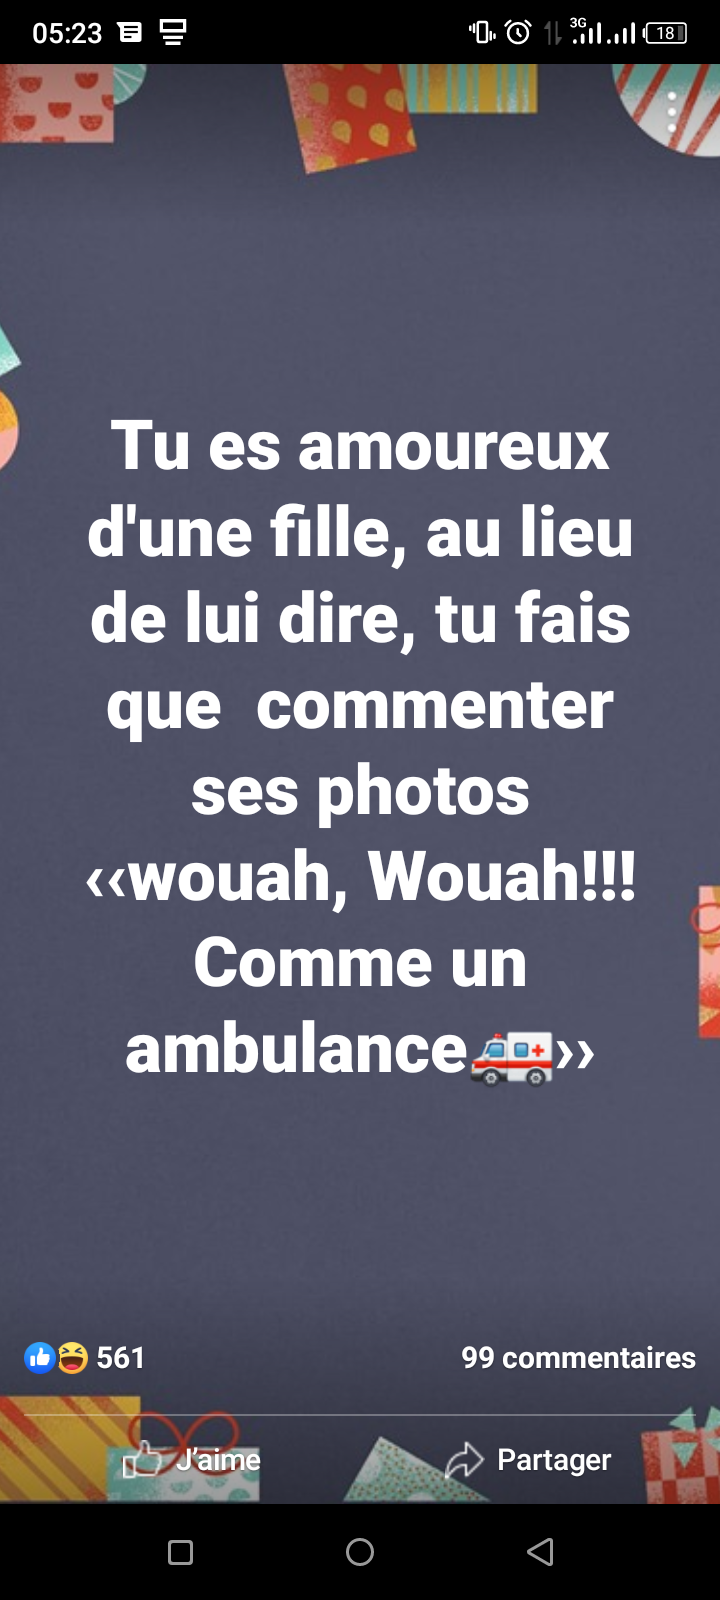 05:23
3G
18
Tu es amoureux
d'une fille, au lieu
de lui dire, tu fais
que  commenter
ses photos
‹‹wouah, Wouah!!!
Comme un
ambulance🚑››
561
99 commentaires
J'aime
Partager